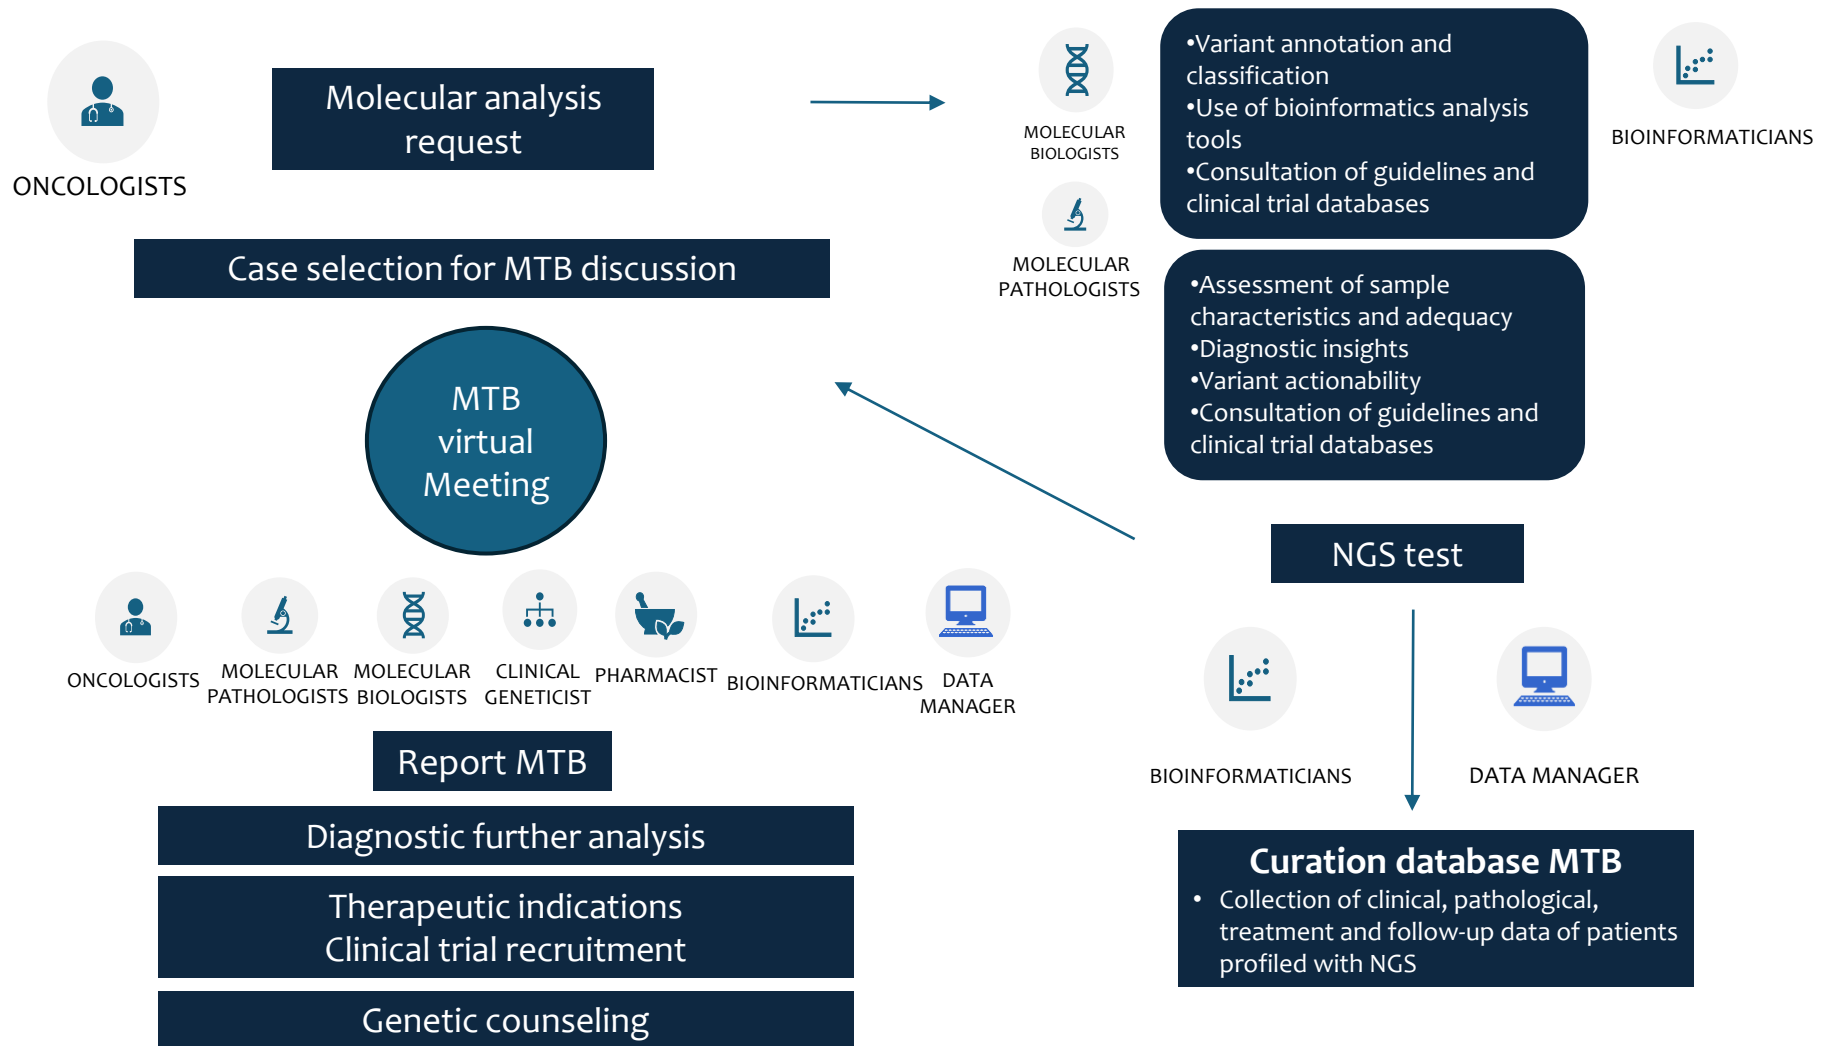 ONCOLOGISTS
Molecular analysis
request
MOLECULAR
BIOLOGISTS
•Variant annotation and
classification
•Use of bioinformatics analysis
tools
•Consultation of guidelines and
clinical trial databases
BIOINFORMATICIANS
MOLECULAR
PATHOLOGISTS
•Assessment of sample
characteristics and adequacy
•Diagnostic insights
•Variant actionability
•Consultation of guidelines and
clinical trial databases
Case selection for MTB discussion
MTB
virtual
Meeting
NGS test
ONCOLOGISTS
MOLECULAR
PATHOLOGISTS
MOLECULAR
BIOLOGISTS
CLINICAL
GENETICIST
PHARMACIST
BIOINFORMATICIANS
DATA
MANAGER
BIOINFORMATICIANS
DATA MANAGER
Report MTB
Diagnostic further analysis
Therapeutic indications
Clinical trial recruitment
Genetic counseling
Curation database MTB
• Collection of clinical, pathological,
treatment and follow-up data of patients
profiled with NGS